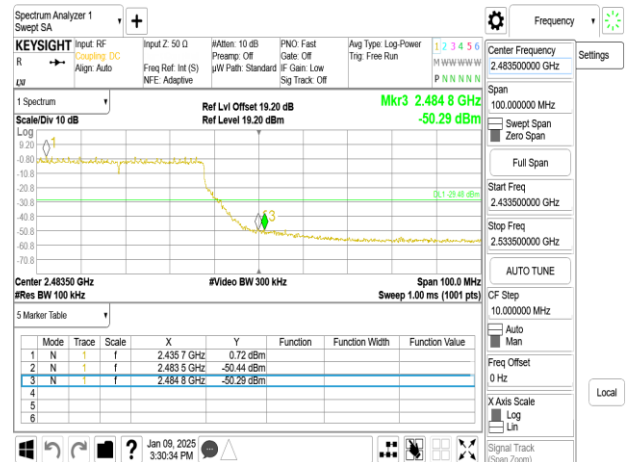 Spectrum Analyzer 1
Swept SA
KEYSIGHT
R
LXI
Input: RF
Coupling: DC
Align: Auto
Input Z: 50 Ω
Freq Ref: Int (S)
NFE: Adaptive
#Atten: 10 dB
Preamp: Off
µW Path: Standard
PNO: Fast
Gate: Off
IF Gain: Low
Sig Track: Off
Avg Type: Log-Power
Trig: Free Run
1 2 3 4 5 6
M W W W W W
P N N N N N
1 Spectrum
Scale/Div 10 dB
Ref Lvl Offset 19.20 dB
Ref Level 19.20 dBm
Mkr3 2.484 8 GHz
-50.29 dBm
Log
9.20
-0.80
-10.8
-20.8
-30.8
-40.8
-50.8
-60.8
-70.8
1
3
DL1 -29.48 dBm
Center 2.48350 GHz
#Res BW 100 kHz
#Video BW 300 kHz
Span 100.0 MHz
Sweep 1.00 ms (1001 pts)
5 Marker Table
Mode Trace Scale X Y Function Function Width Function Value
1 N 1 f 2.435 7 GHz 0.72 dBm
2 N 1 f 2.483 5 GHz -50.44 dBm
3 N 1 f 2.484 8 GHz -50.29 dBm
4
5
6
?
Jan 09, 2025
3:30:34 PM
Frequency
Settings
Center Frequency
2.483500000 GHz
Span
100.000000 MHz
Swept Span
Zero Span
Full Span
Start Freq
2.433500000 GHz
Stop Freq
2.533500000 GHz
AUTO TUNE
CF Step
10.000000 MHz
Auto
Man
Freq Offset
0 Hz
X Axis Scale
Log
Lin
Signal Track
(Span Zoom)
Local